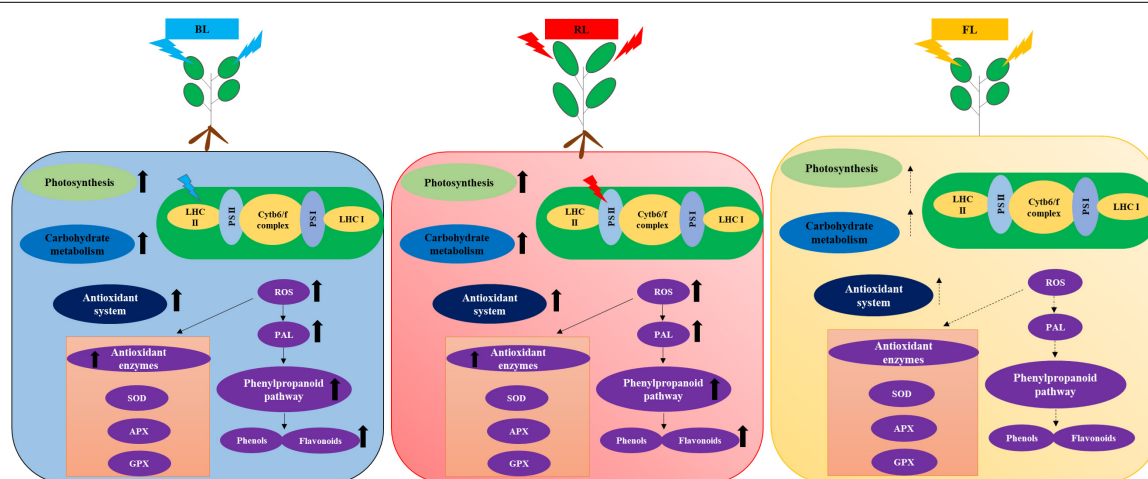 BL
Photosynthesis
LHC
II
PS II
Cytb6/f
complex
PS I
LHC I
Carbohydrate
metabolism
Antioxidant
system
ROS
PAL
Antioxidant
enzymes
Phenylpropanoid
pathway
SOD
APX
GPX
Phenols
Flavonoids
RL
Photosynthesis
LHC
II
PS II
Cytb6/f
complex
PS I
LHC I
Carbohydrate
metabolism
Antioxidant
system
ROS
PAL
Antioxidant
enzymes
Phenylpropanoid
pathway
SOD
APX
GPX
Phenols
Flavonoids
FL
Photosynthesis
LHC
II
PS II
Cytb6/f
complex
PS I
LHC I
Carbohydrate
metabolism
Antioxidant
system
ROS
PAL
Antioxidant
enzymes
Phenylpropanoid
pathway
SOD
APX
GPX
Phenols
Flavonoids